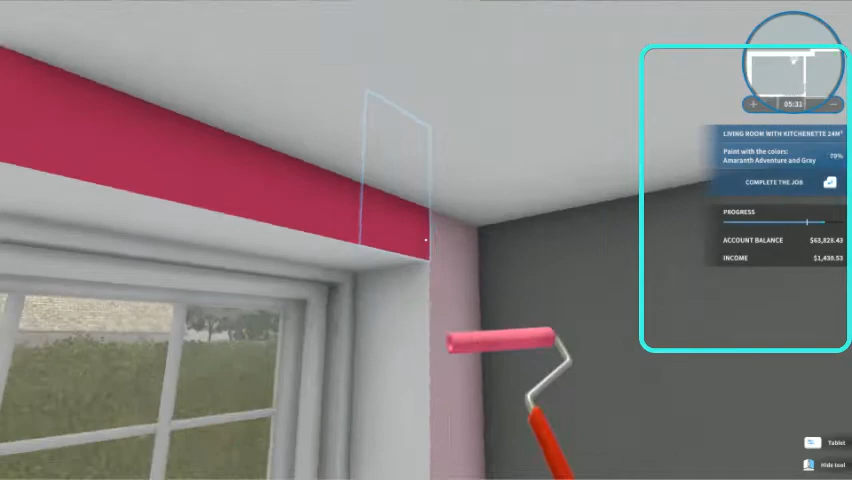 05:31
LIVING ROOM WITH KITCHENETTE 24M²
Paint with the colors:
Amaranth Adventure and Gray
79%
COMPLETE THE JOB
PROGRESS
ACCOUNT BALANCE $63,828.43
INCOME $1,430.53
Tablet
Hide tool